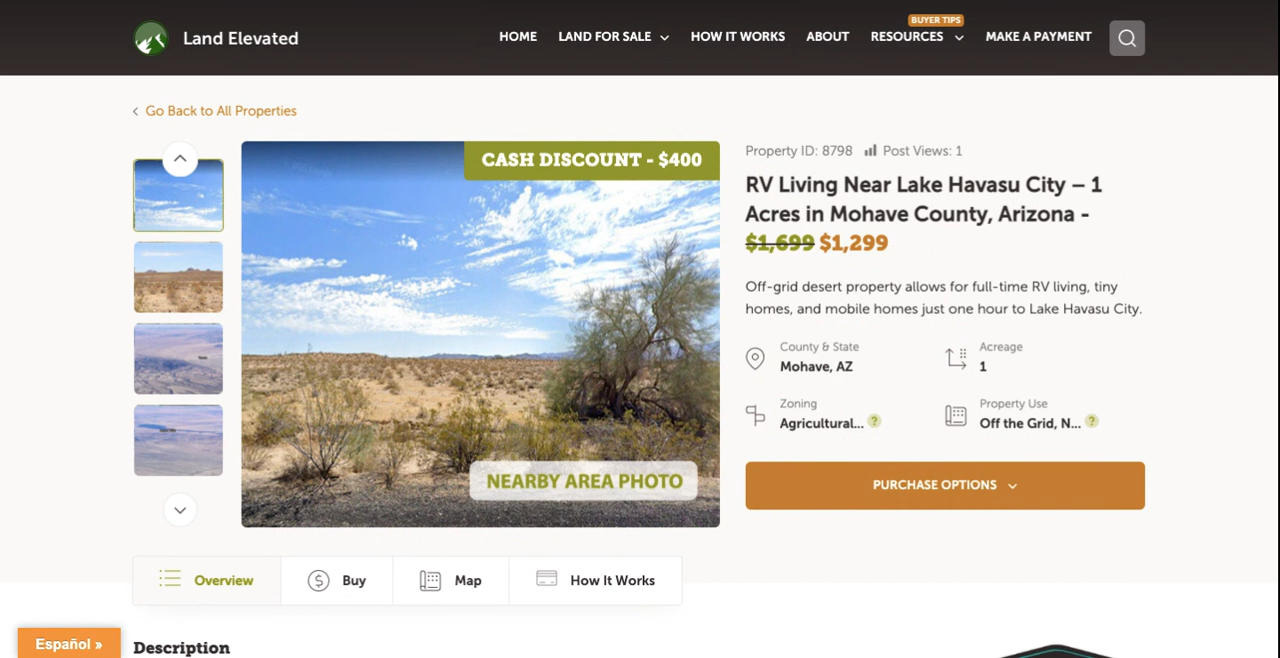 Land Elevated
HOME LAND FOR SALE HOW IT WORKS ABOUT RESOURCES MAKE A PAYMENT
BUYER TIPS
Go Back to All Properties
CASH DISCOUNT - $400
NEARBY AREA PHOTO
Property ID: 8798 Post Views: 1
RV Living Near Lake Havasu City – 1
Acres in Mohave County, Arizona -
$1,699 $1,299
Off-grid desert property allows for full-time RV living, tiny
homes, and mobile homes just one hour to Lake Havasu City.
County & State
Mohave, AZ
Acreage
1
Zoning
Agricultural... ?
Property Use
Off the Grid, N... ?
PURCHASE OPTIONS
Overview Buy Map How It Works
Description
Español »